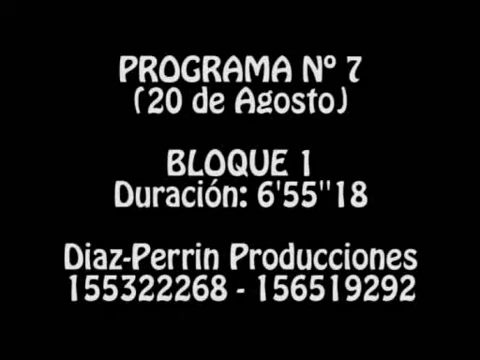 PROGRAMA Nº 7
(20 de Agosto)
BLOQUE 1
Duración: 6'55''18
Diaz-Perrin Producciones
155322268 - 156519292